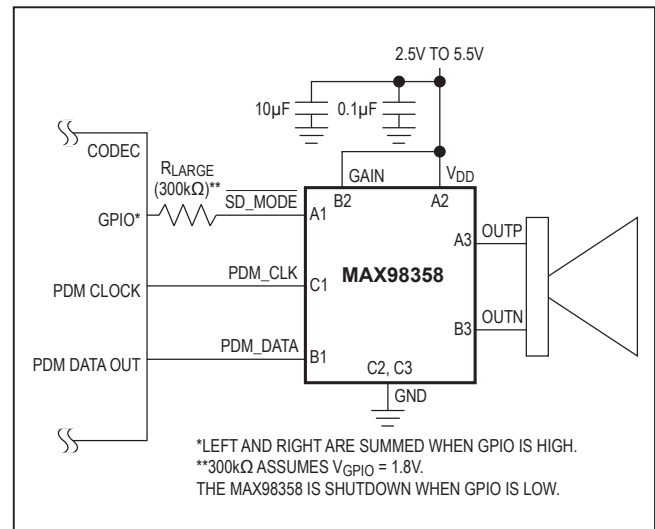 2.5V TO 5.5V
10µF
0.1µF
CODEC
RLARGE
(300kΩ)**
SD_MODE
GAIN
VDD
GPIO*
A1
B2
A2
A3
OUTP
PDM CLOCK
PDM_CLK
C1
MAX98358
B3
OUTN
PDM DATA OUT
PDM_DATA
B1
C2, C3
GND
*LEFT AND RIGHT ARE SUMMED WHEN GPIO IS HIGH.
**300kΩ ASSUMES VGPIO = 1.8V.
THE MAX98358 IS SHUTDOWN WHEN GPIO IS LOW.